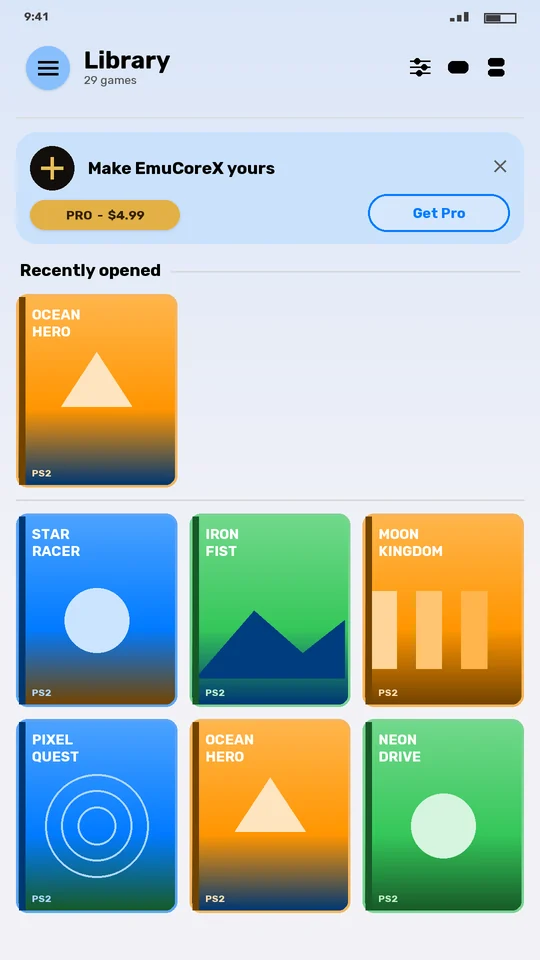 9:41
Library
29 games
Make EmuCoreX yours
PRO - $4.99
Get Pro
Recently opened
OCEAN
HERO
PS2
STAR
RACER
PS2
IRON
FIST
PS2
MOON
KINGDOM
PS2
PIXEL
QUEST
PS2
OCEAN
HERO
PS2
NEON
DRIVE
PS2